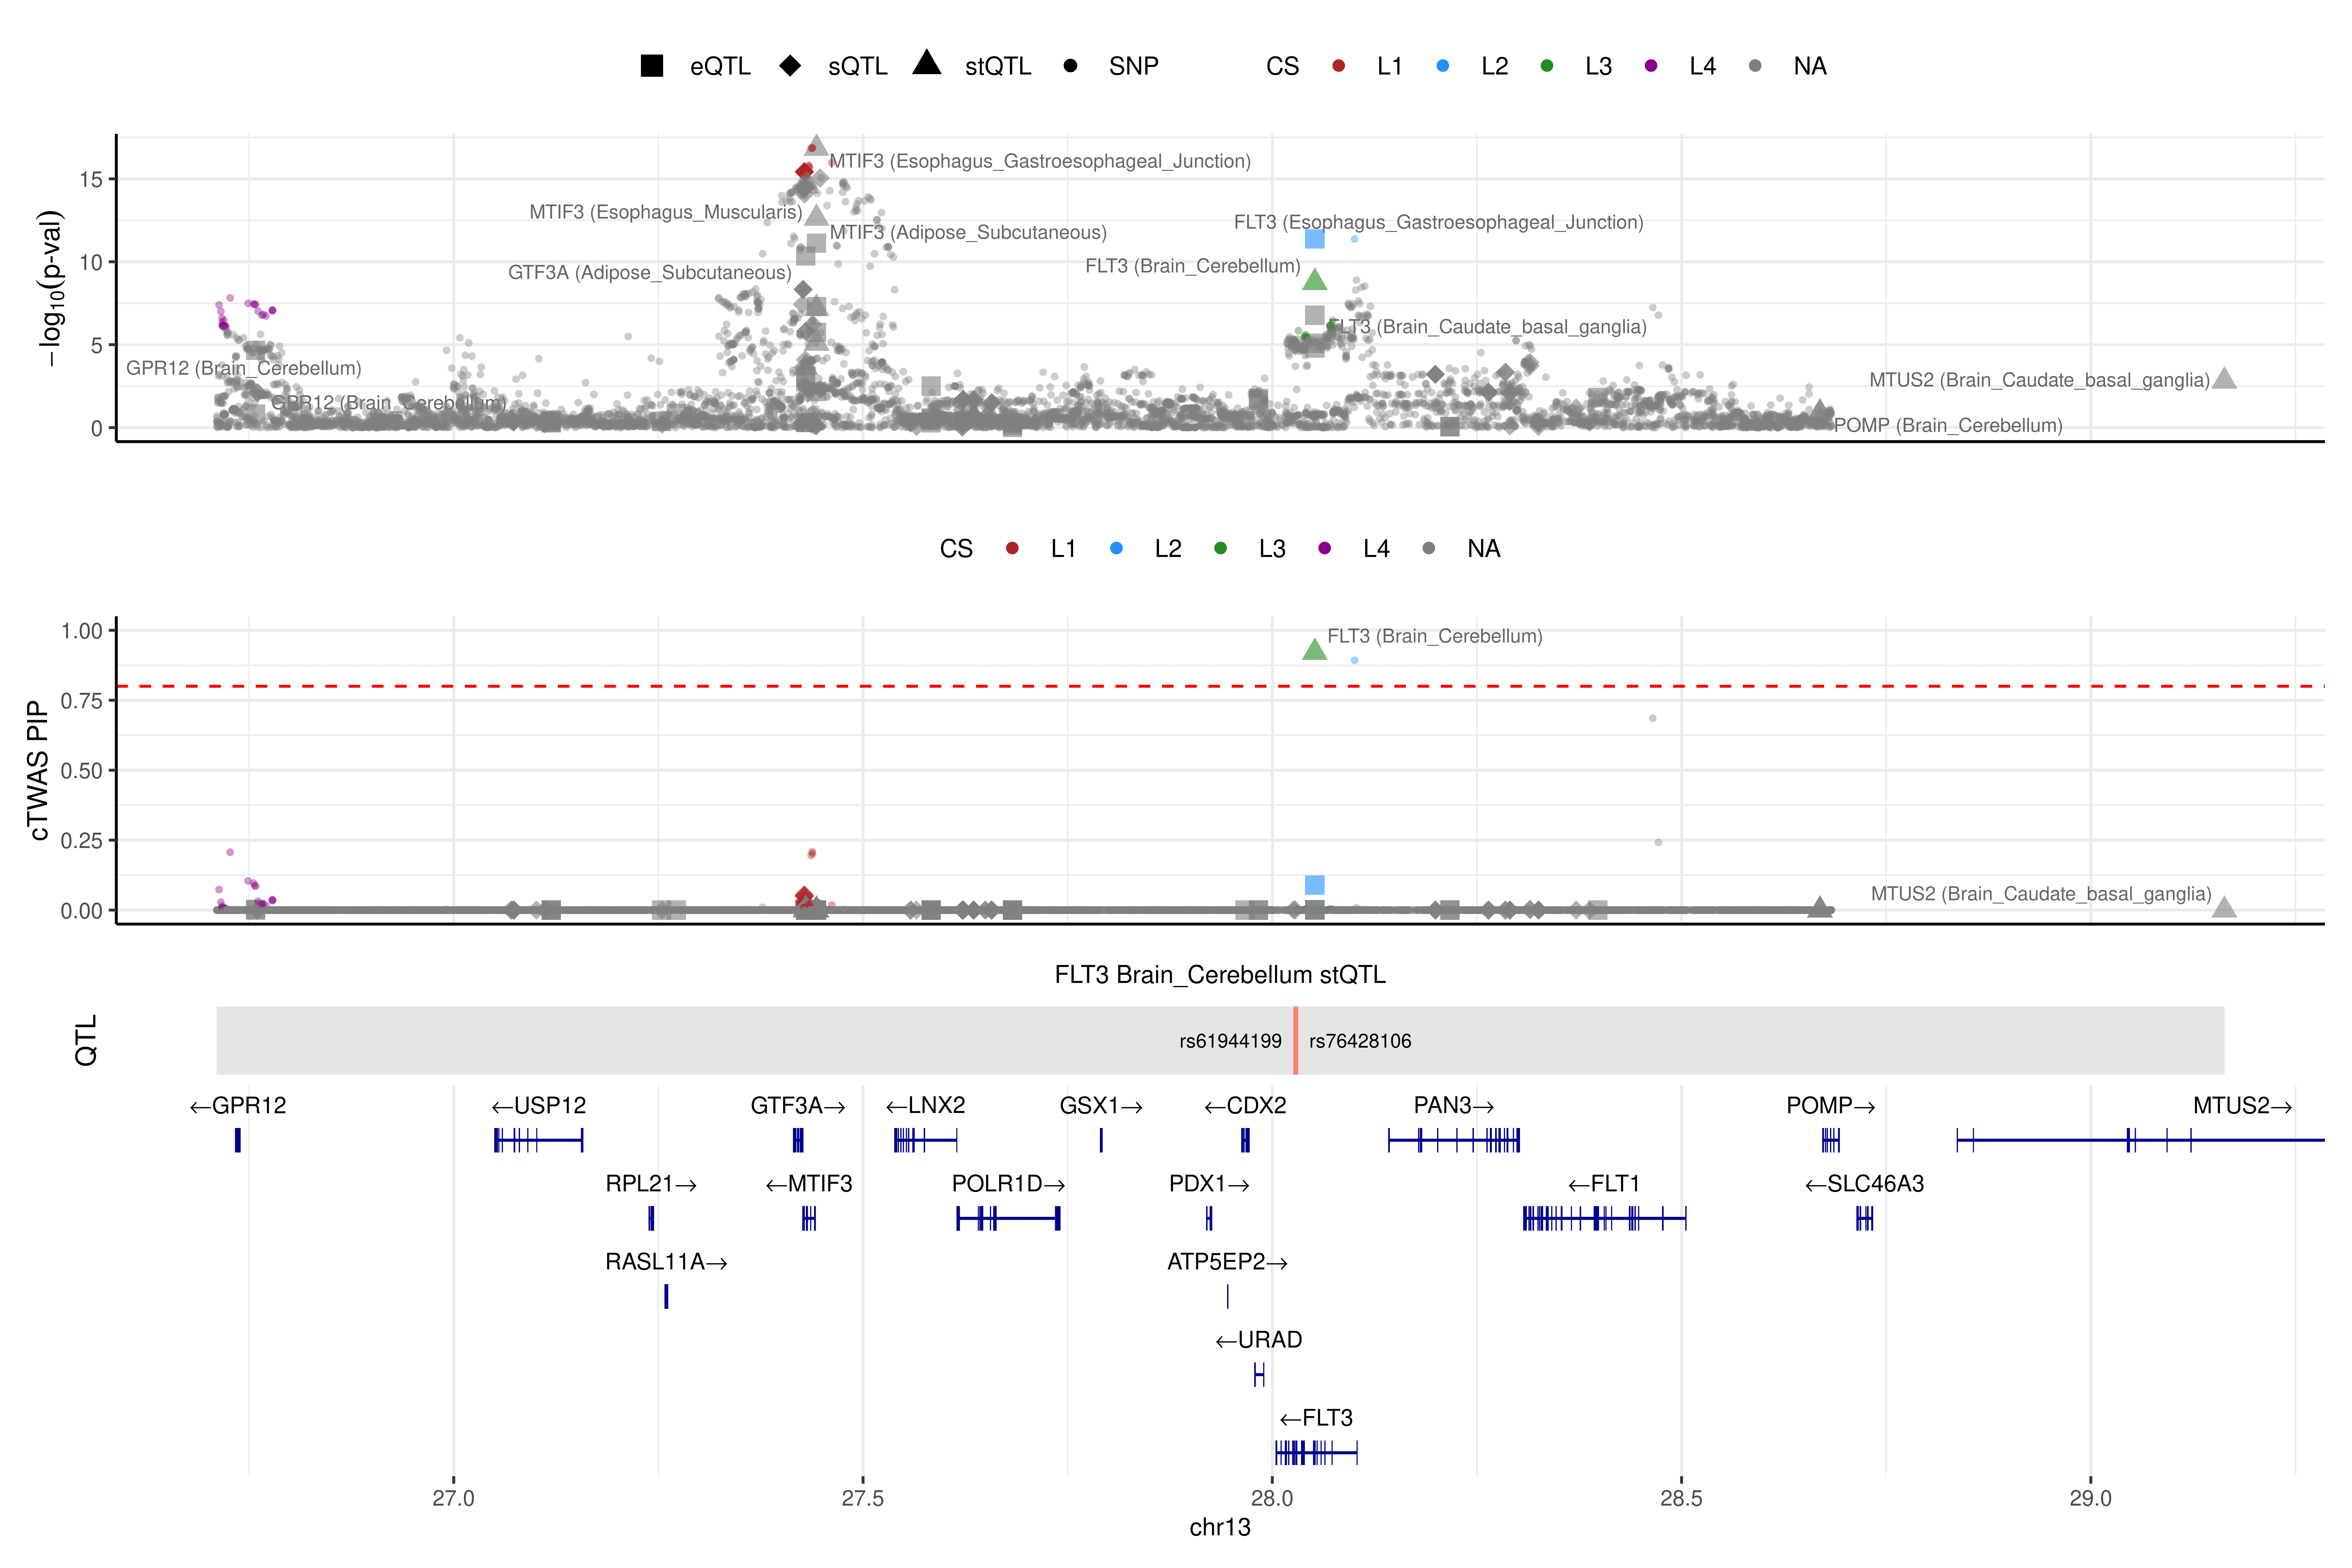 eQTL sQTL stQTL SNP CS L1 L2 L3 L4 NA
−log10(p-val)
15
10
5
0
MTIF3 (Esophagus_Gastroesophageal_Junction)
MTIF3 (Esophagus_Muscularis)
MTIF3 (Adipose_Subcutaneous)
FLT3 (Esophagus_Gastroesophageal_Junction)
GTF3A (Adipose_Subcutaneous)
FLT3 (Brain_Cerebellum)
FLT3 (Brain_Caudate_basal_ganglia)
GPR12 (Brain_Cerebellum)
MTUS2 (Brain_Caudate_basal_ganglia)
GPR12 (Brain_Cerebellum)
POMP (Brain_Cerebellum)
CS L1 L2 L3 L4 NA
cTWAS PIP
1.00
0.75
0.50
0.25
0.00
FLT3 (Brain_Cerebellum)
MTUS2 (Brain_Caudate_basal_ganglia)
FLT3 Brain_Cerebellum stQTL
QTL
rs61944199 rs76428106
←GPR12 ←USP12 GTF3A→ ←LNX2 GSX1→ ←CDX2 PAN3→ POMP→ MTUS2→
RPL21→ ←MTIF3 POLR1D→ PDX1→ ←FLT1 ←SLC46A3
RASL11A→ ATP5EP2→
←URAD
←FLT3
27.0 27.5 28.0 28.5 29.0
chr13